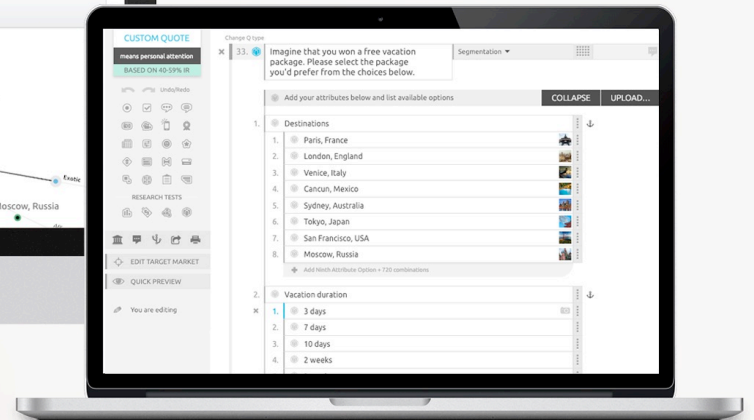 CUSTOM QUOTE
means personal attention
BASED ON 40-59% IR
Undo/Redo
RESEARCH TESTS
EDIT TARGET MARKET
QUICK PREVIEW
You are editing
Change Q type
33. Imagine that you won a free vacation
package. Please select the package
you'd prefer from the choices below.
Segmentation
Add your attributes below and list available options
COLLAPSE UPLOAD...
1. Destinations
1. Paris, France
2. London, England
3. Venice, Italy
4. Cancun, Mexico
5. Sydney, Australia
6. Tokyo, Japan
7. San Francisco, USA
8. Moscow, Russia
Add Ninth Attribute Option + 720 combinations
2. Vacation duration
1. 3 days
2. 7 days
3. 10 days
4. 2 weeks
Exotic
oscow, Russia